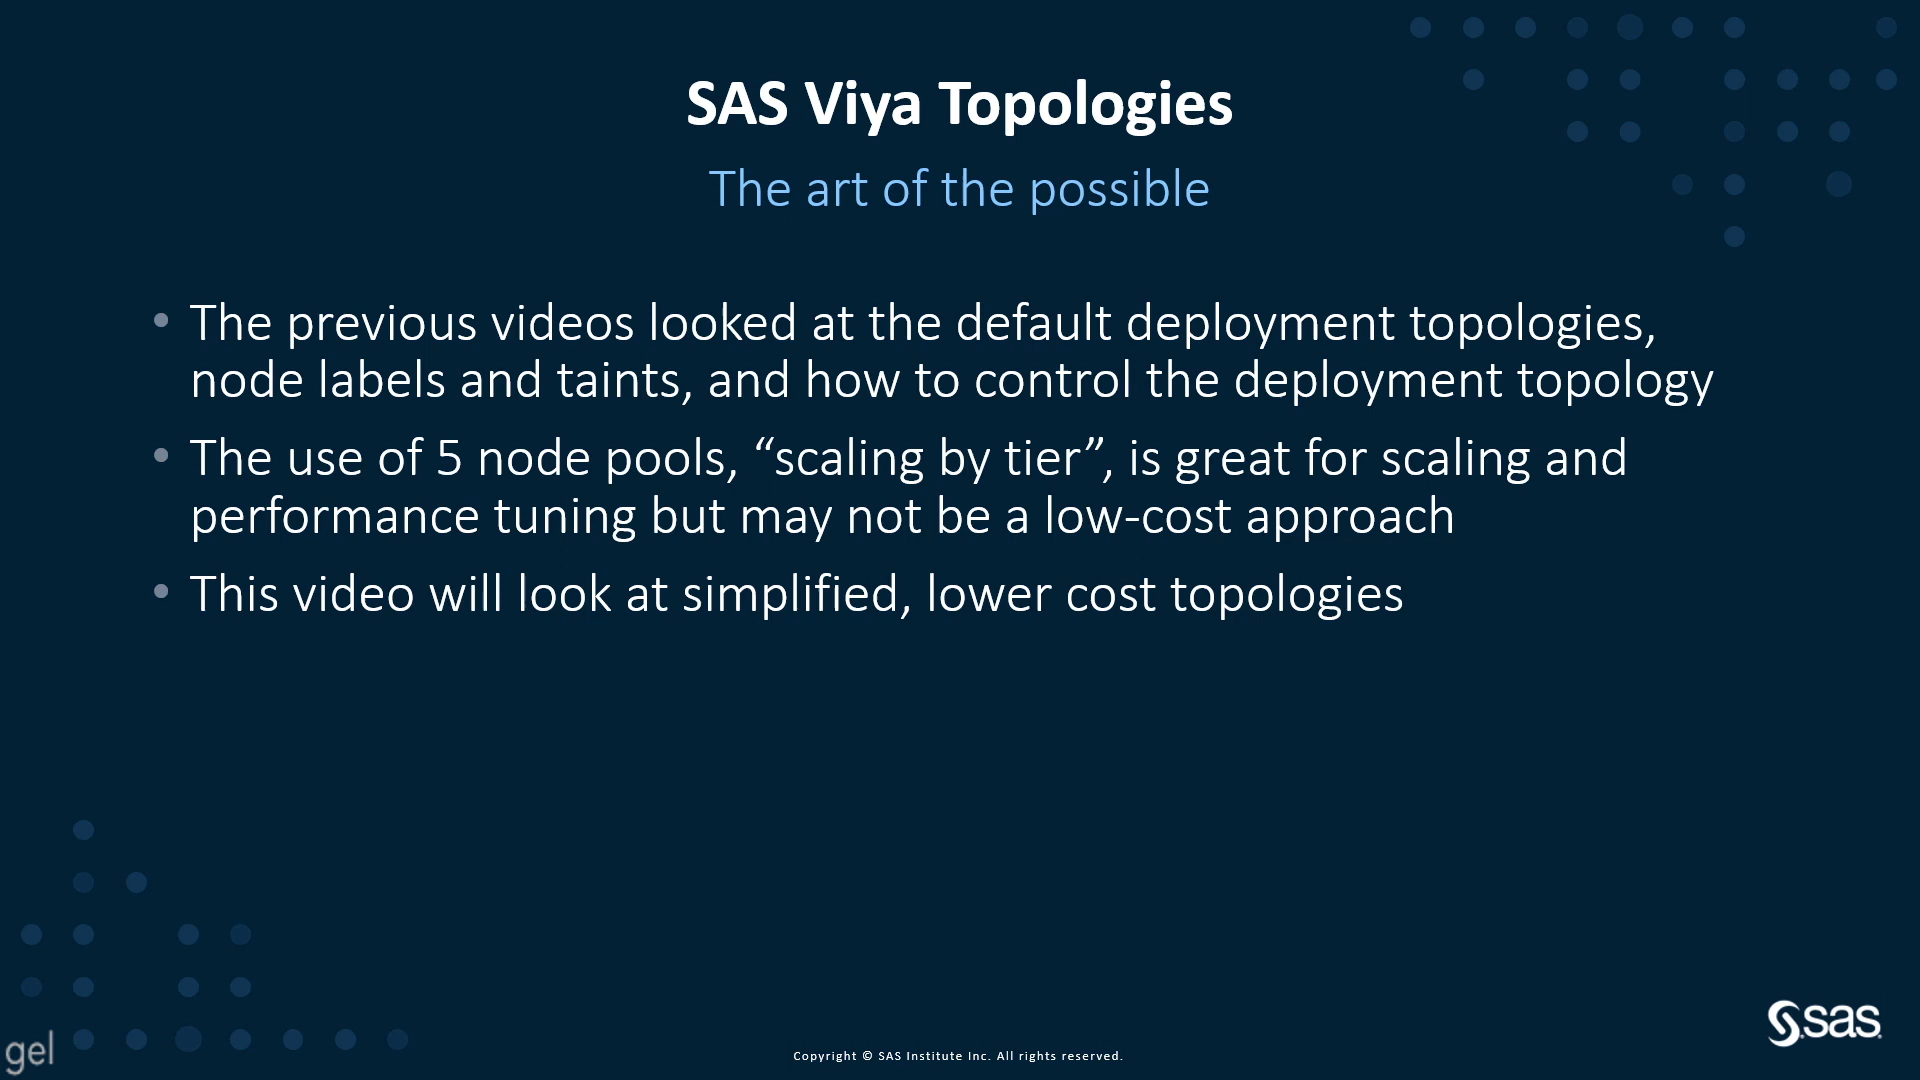 SAS Viya Topologies
The art of the possible
• The previous videos looked at the default deployment topologies,
node labels and taints, and how to control the deployment topology
• The use of 5 node pools, “scaling by tier”, is great for scaling and
performance tuning but may not be a low-cost approach
• This video will look at simplified, lower cost topologies
sas
gel
Copyright © SAS Institute Inc. All rights reserved.